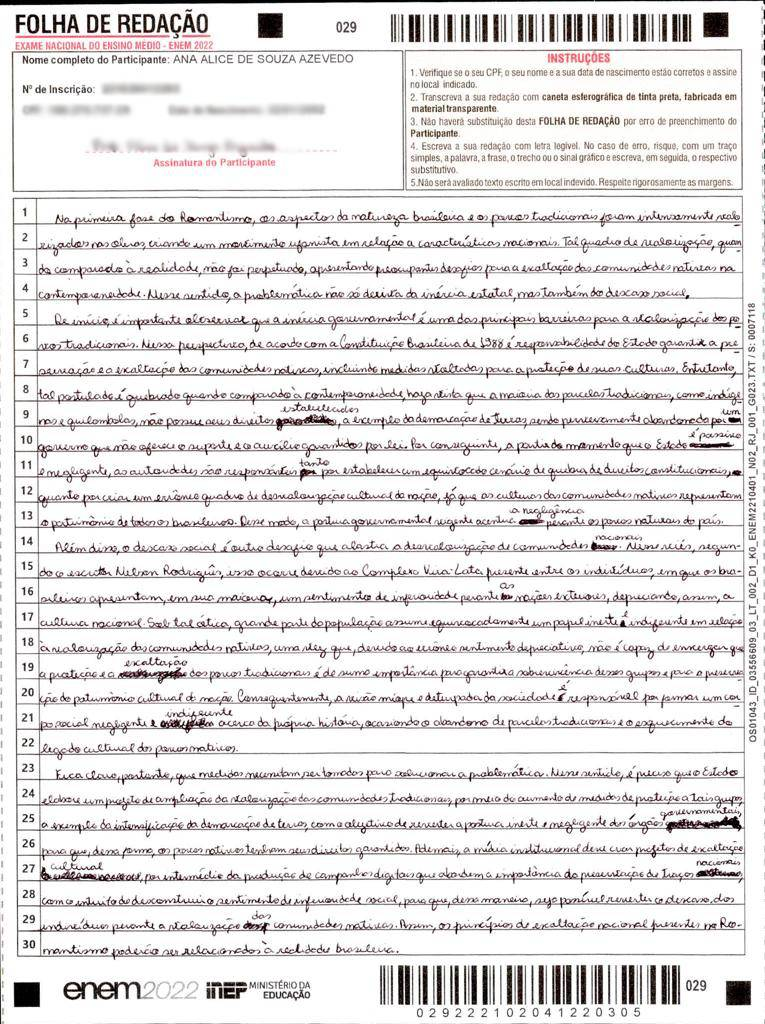 FOLHA DE REDAÇÃO
EXAME NACIONAL DO ENSINO MÉDIO - ENEM 2022
029
Nome completo do Participante: ANA ALICE DE SOUZA AZEVEDO
Nº de Inscrição:
Assinatura do Participante
INSTRUÇÕES
1. Verifique se o seu CPF, o seu nome e a sua data de nascimento estão corretos e assine
no local indicado.
2. Transcreva a sua redação com caneta esferográfica de tinta preta, fabricada em
material transparente.
3. Não haverá substituição desta FOLHA DE REDAÇÃO por erro de preenchimento do
Participante.
4. Escreva a sua redação com letra legível. No caso de erro, risque, com um traço
simples, a palavra, a frase, o trecho ou o sinal gráfico e escreva, em seguida, o respectivo
substitutivo.
5.Não será avaliado texto escrito em local indevido. Respeite rigorosamente as margens.
1 Na primeira fase do Romantismo, os aspectos da natureza brasileira e os povos tradicionais foram intensamente valo-
2 rizados nas obras, criando um movimento ufanista em relação a características nacionais. Tal quadro de valorização, quan
3 do comparado à realidade, não foi perpetuado, apresentando preocupantes desafios para a exaltação das comunidades nativas na
4 contemporaneidade. Nesse sentido, a problemática não só deriva da inércia estatal, mas também do descaso social.
5 De início, é importante observar que a inércia governamental é uma das principais barreiras para a valorização dos po
6 vos tradicionais. Nessa perspectiva, de acordo com a Constituição Brasileira de 1988 é responsabilidade do Estado garantir a pre-
7 servação e a exaltação das comunidades nativas, incluindo medidas voltadas para a proteção de suas culturas. Entretanto,
8 tal postulado é quebrado quando comparado à contemporaneidade, haja vista que a maioria das parcelas tradicionais, como indíge-
9 nas e quilombolas, não possui seus direitos estabelecidos, a exemplo da demarcação de terras, sendo perversamente abandonada por um
10 governo que não oferece o suporte e o auxílio garantidos por lei. Por conseguinte, a partir do momento que o Estado é passivo
11 e negligente, as autoridades são responsáveis tanto por estabelecer um equivocado cenário de quebra de direitos constitucionais,
12 quanto por criar um errôneo quadro de desvalorização cultural da nação, já que as culturas das comunidades nativas representam
13 o patrimônio de todos os brasileiros. Desse modo, a postura governamental vigente acentua a negligência perante os povos naturais do país.
14 Além disso, o descaso social é outro desafio que alastra a desvalorização de comunidades nacionais. Nesse viés, segun-
15 do o escritor Nelson Rodrigues, isso ocorre devido ao Complexo Vira-Lata presente entre os indivíduos, em que os bra-
16 sileiros apresentam, em sua maioria, um sentimento de inferioridade perante as nações exteriores, depreciando, assim, a
17 cultura nacional. Sob tal ótica, grande parte da população assume equivocadamente um papel inerte e indiferente em relação
18 à valorização das comunidades nativas, uma vez que, devido ao errôneo sentimento depreciativo, não é capaz de enxergar que
19 a proteção e a exaltação dos povos tradicionais é de suma importância para garantir a sobrevivência desses grupos e para a preserva-
20 ção do patrimônio cultural da nação. Consequentemente, a visão míope e deturpada da sociedade é responsável por formar um cor-
21 po social negligente e indiferente acerca da própria história, ocasionando o abandono de parcelas tradicionais e o esquecimento do
22 legado cultural dos povos nativos.
23 Fica claro, portanto, que medidas necessitam ser tomadas para solucionar a problemática. Nesse sentido, é preciso que o Estado
24 elabore um projeto de ampliação da valorização das comunidades tradicionais, por meio do aumento de medidas de proteção a tais grupos,
25 a exemplo da intensificação da demarcação de terras, com o objetivo de reverter a postura inerte e negligente dos órgãos governamentais,
26 para que, dessa forma, os povos nativos tenham seus direitos garantidos. Ademais, a mídia institucional deve criar projetos de exaltação
27 cultural, por intermédio da produção de campanhas digitais que abordem a importância da preservação de traços nacionais,
28 com o intuito de desconstruir o sentimento de inferioridade social, para que, dessa maneira, seja possível reverter o descaso dos
29 indivíduos perante a valorização das comunidades nativas. Assim, os princípios de exaltação nacional presentes no Ro-
30 mantismo poderão ser relacionados à realidade brasileira.
OS01043_ID_03556609_O3_LT_002_D1_K0_ENEM2210401_N02_RJ_001_G023.TXT / S: 0007118
enem2022 INEP MINISTÉRIO DA
EDUCAÇÃO
029
0292221020412203​05